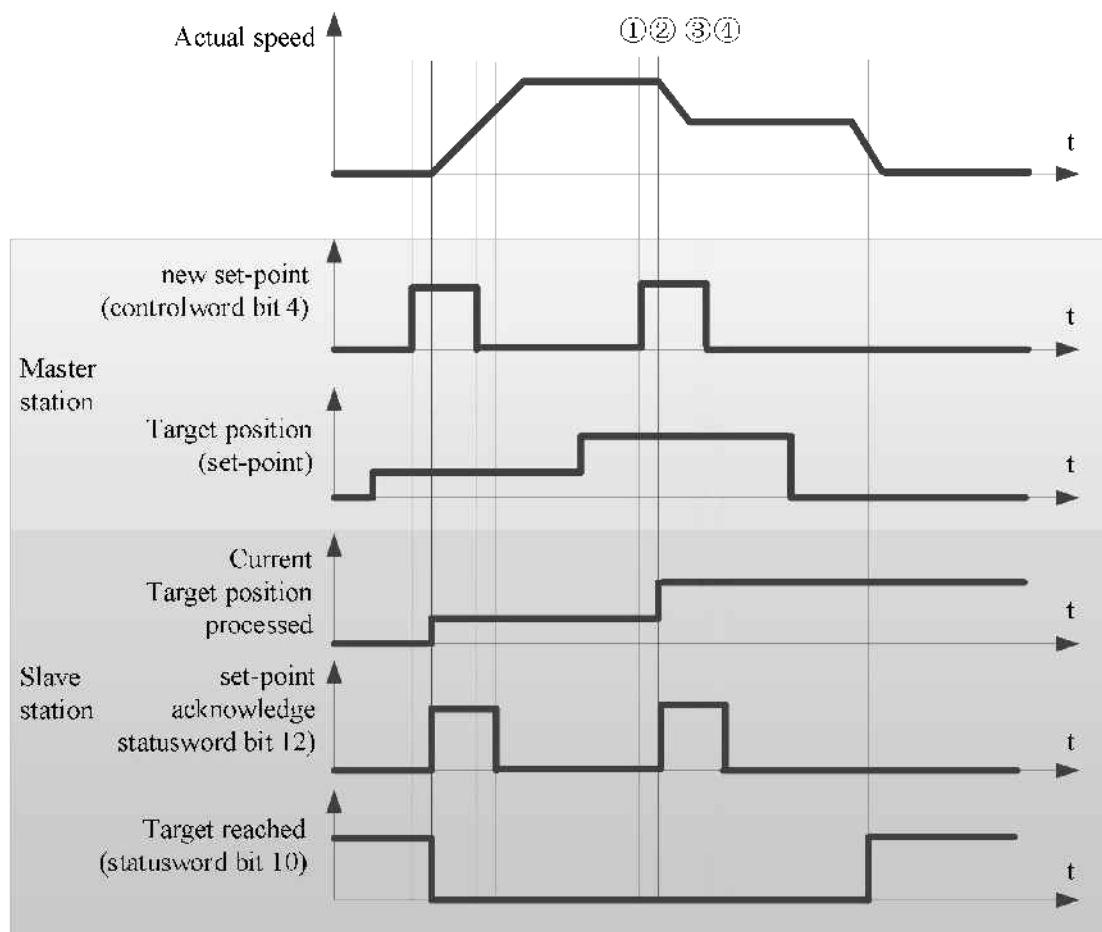 Actual speed
①② ③④
t
new set-point
(controlword bit 4)
t
Master
station
Target position
(set-point)
t
Current
Target position
processed
t
Slave
station
set-point
acknowledge
statusword bit 12)
t
Target reached
(statusword bit 10)
t